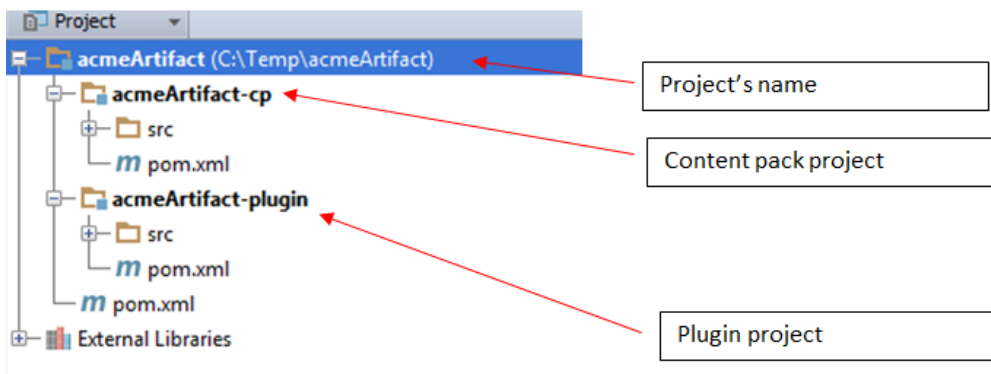 Project
acmeArtifact (C:\Temp\acmeArtifact)
Project's name
acmeArtifact-cp
src
Content pack project
m pom.xml
acmeArtifact-plugin
src
m pom.xml
m pom.xml
Plugin project
External Libraries